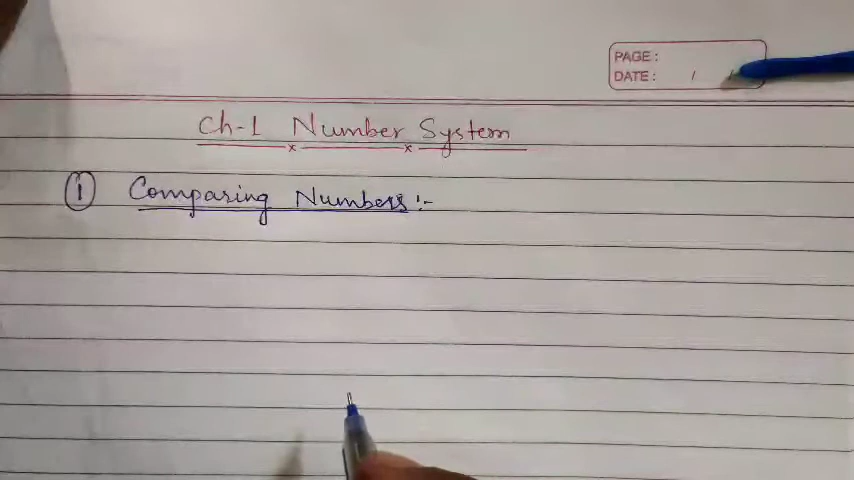 PAGE:
DATE: / /
Ch-1 Number System
① Comparing Numbers :-